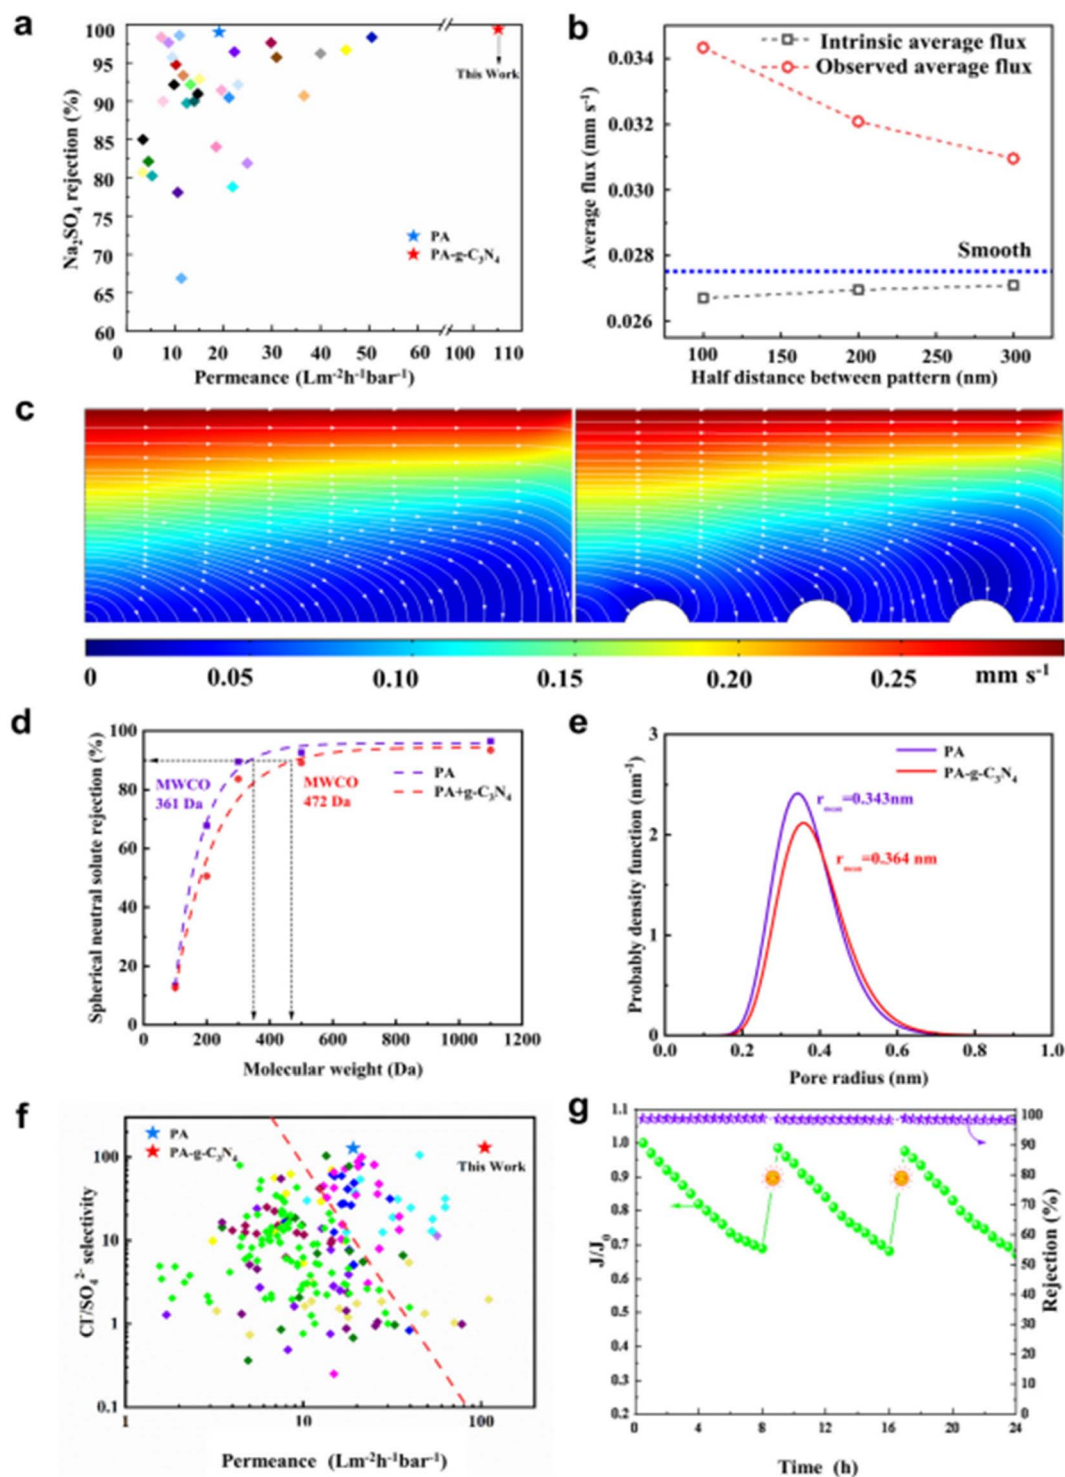 a
100
95
90
85
80
75
70
65
60
Na₂SO₄ rejection (%)
This Work
PA
PA-g-C₃N₄
0 10 20 30 40 50 60 100 110
Permeance (Lm⁻²h⁻¹bar⁻¹)
b
Intrinsic average flux
Observed average flux
0.034
0.032
0.030
0.028
0.026
Average flux (mm s⁻¹)
Smooth
100 150 200 250 300
Half distance between pattern (nm)
c
0 0.05 0.10 0.15 0.20 0.25 mm s⁻¹
d
100
80
60
40
20
0
Spherical neutral solute rejection (%)
MWCO
361 Da
MWCO
472 Da
PA
PA+g-C₃N₄
0 200 400 600 800 1000 1200
Molecular weight (Da)
e
3
2
1
0
Probably density function (nm⁻¹)
PA
PA-g-C₃N₄
r_mean=0.343nm
r_mean=0.364 nm
0.0 0.2 0.4 0.6 0.8 1.0
Pore radius (nm)
f
PA
PA-g-C₃N₄
This Work
100
10
1
0.1
Cl⁻/SO₄²⁻ selectivity
1 10 100
Permeance (Lm⁻²h⁻¹bar⁻¹)
g
1.1
1.0
0.9
0.8
0.7
0.6
0.5
0.4
0.3
0.2
J/J₀
100
90
80
70
60
50
40
30
20
10
0
Rejection (%)
0 4 8 12 16 20 24
Time (h)